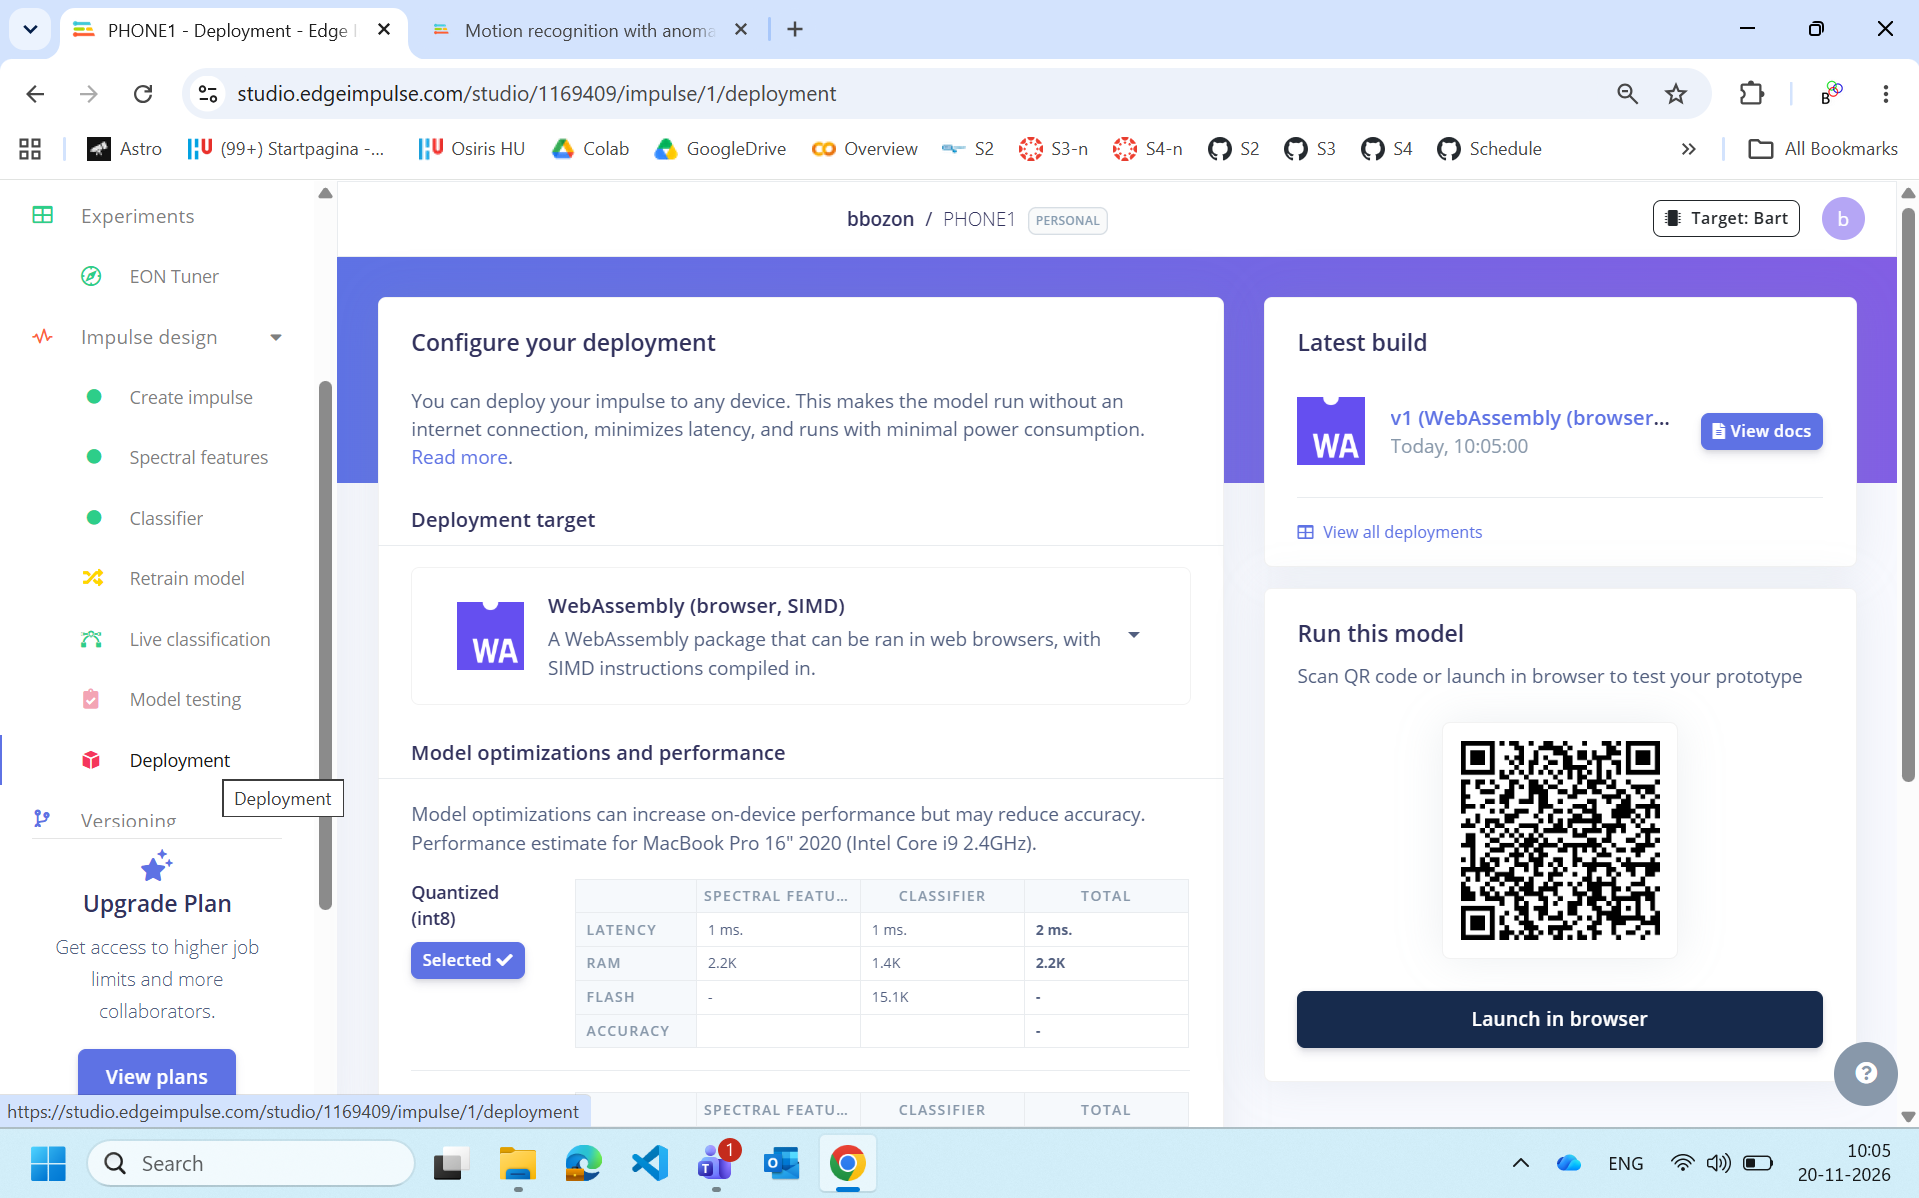 PHONE1 - Deployment - Edge I
Motion recognition with anoma
studio.edgeimpulse.com/studio/1169409/impulse/1/deployment
Astro
(99+) Startpagina -...
Osiris HU
Colab
GoogleDrive
Overview
S2
S3-n
S4-n
S2
S3
S4
Schedule
All Bookmarks
Experiments
EON Tuner
Impulse design
Create impulse
Spectral features
Classifier
Retrain model
Live classification
Model testing
Deployment
Deployment
Versioning
Upgrade Plan
Get access to higher job
limits and more
collaborators.
View plans
https://studio.edgeimpulse.com/studio/1169409/impulse/1/deployment
bbozon / PHONE1 PERSONAL
Target: Bart
b
Configure your deployment
You can deploy your impulse to any device. This makes the model run without an
internet connection, minimizes latency, and runs with minimal power consumption.
Read more.
Deployment target
WA
WebAssembly (browser, SIMD)
A WebAssembly package that can be ran in web browsers, with
SIMD instructions compiled in.
Model optimizations and performance
Model optimizations can increase on-device performance but may reduce accuracy.
Performance estimate for MacBook Pro 16" 2020 (Intel Core i9 2.4GHz).
Quantized
(int8)
Selected
SPECTRAL FEATU... CLASSIFIER TOTAL
LATENCY 1 ms. 1 ms. 2 ms.
RAM 2.2K 1.4K 2.2K
FLASH - 15.1K -
ACCURACY -
SPECTRAL FEATU... CLASSIFIER TOTAL
Latest build
WA
v1 (WebAssembly (browser...
Today, 10:05:00
View docs
View all deployments
Run this model
Scan QR code or launch in browser to test your prototype
Launch in browser
?
Search
1
ENG
10:05
20-11-2026